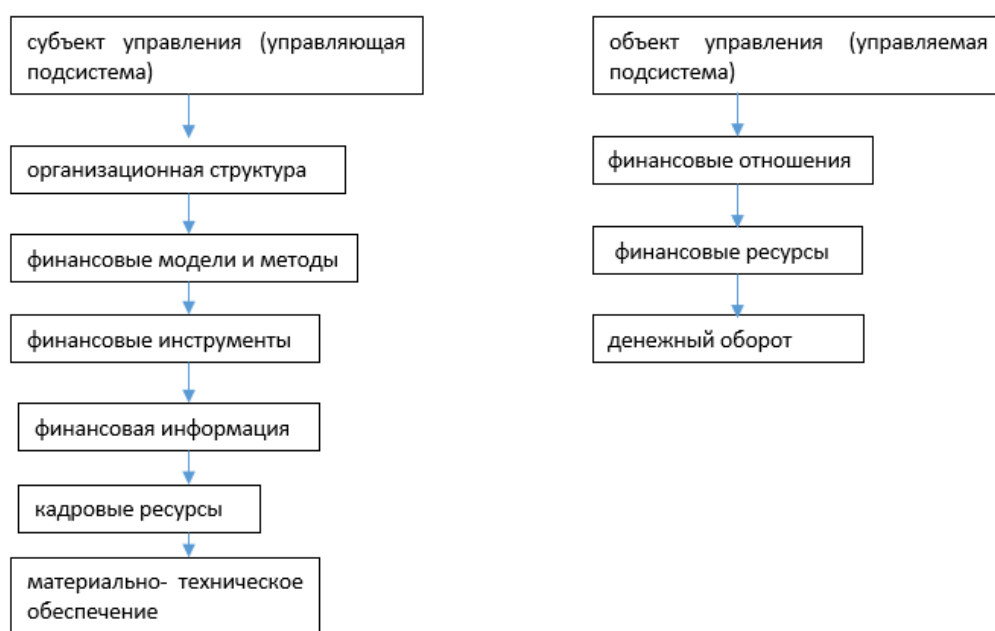 субъект управления (управляющая
подсистема)
организационная структура
финансовые модели и методы
финансовые инструменты
финансовая информация
кадровые ресурсы
материально- техническое
обеспечение
объект управления (управляемая
подсистема)
финансовые отношения
финансовые ресурсы
денежный оборот